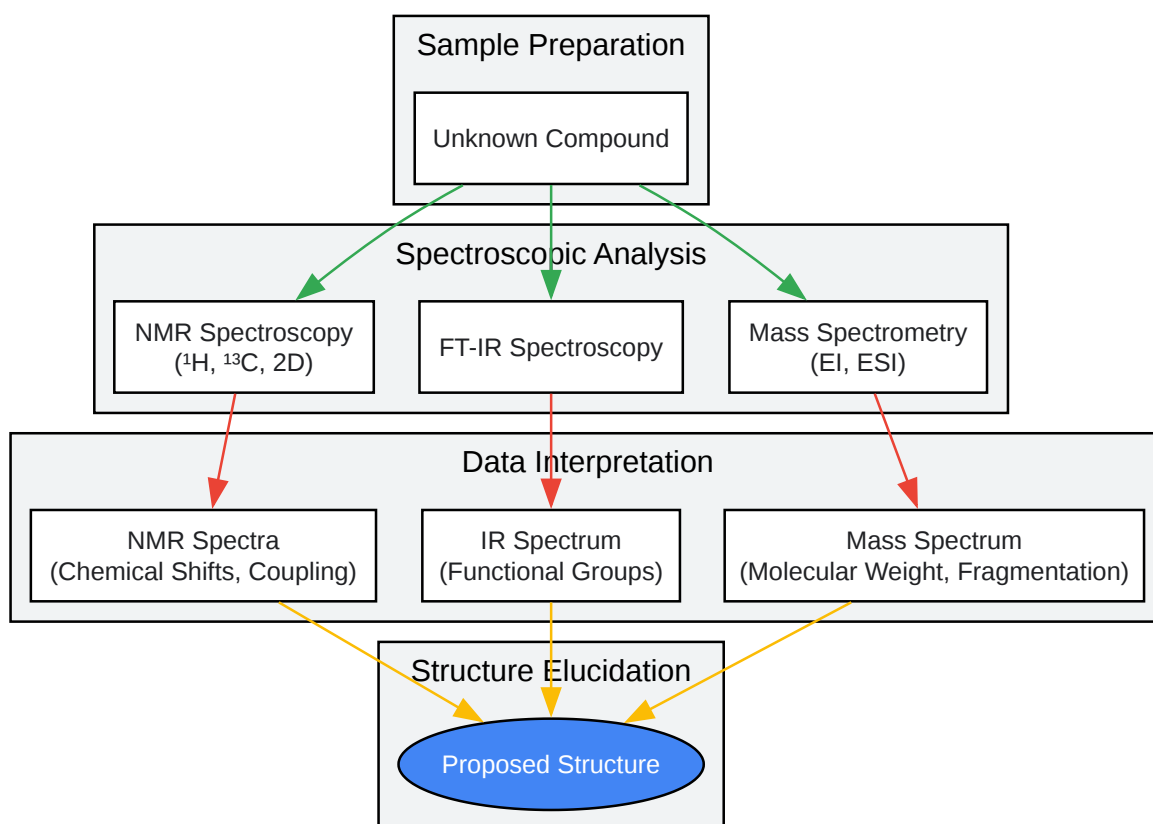 Sample Preparation
Unknown Compound
Spectroscopic Analysis
NMR Spectroscopy
(¹H, ¹³C, 2D)
FT-IR Spectroscopy
Mass Spectrometry
(EI, ESI)
Data Interpretation
NMR Spectra
(Chemical Shifts, Coupling)
IR Spectrum
(Functional Groups)
Mass Spectrum
(Molecular Weight, Fragmentation)
Structure Elucidation
Proposed Structure